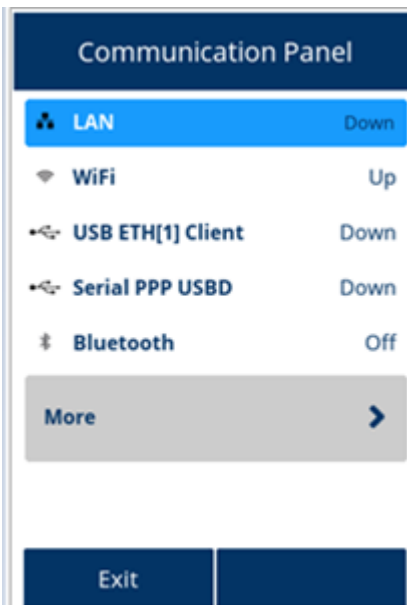 Communication Panel
LAN Down
WiFi Up
USB ETH[1] Client Down
Serial PPP USBD Down
Bluetooth Off
More
Exit